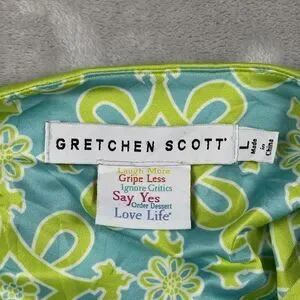 GRETCHEN SCOTT
L
Made
in
China
Laugh More
Gripe Less
Ignore Critics
Say Yes
Order Dessert
Love Life®